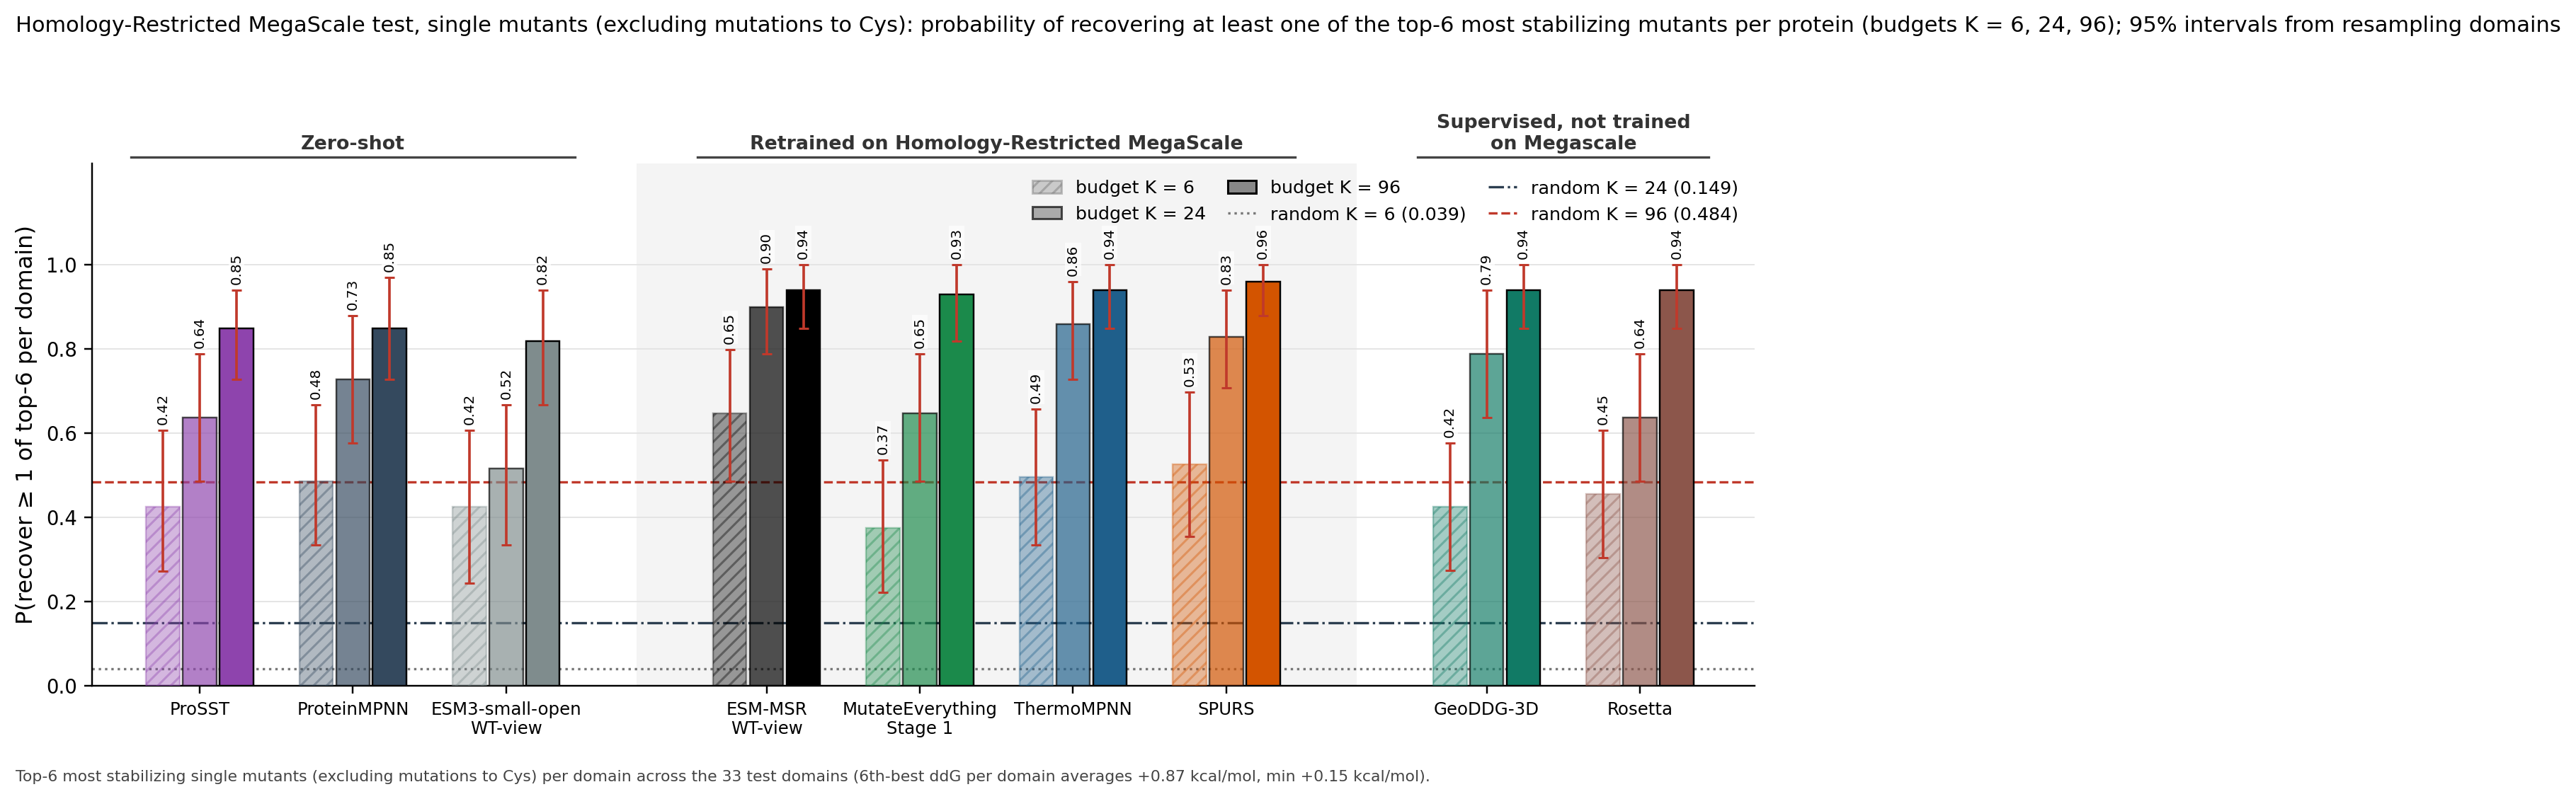 Homology-Restricted MegaScale test, single mutants (excluding mutations to Cys): probability of recovering at least one of the top-6 most stabilizing mutants per protein (budgets K = 6, 24, 96); 95% intervals from resampling domains
Zero-shot
Retrained on Homology-Restricted MegaScale
Supervised, not trained
on Megascale
budget K = 6
budget K = 24
budget K = 96
random K = 6 (0.039)
random K = 24 (0.149)
random K = 96 (0.484)
P(recover ≥ 1 of top-6 per domain)
1.0
0.8
0.6
0.4
0.2
0.0
0.42
0.64
0.85
0.48
0.73
0.85
0.42
0.52
0.82
0.65
0.90
0.94
0.37
0.65
0.93
0.49
0.86
0.94
0.53
0.83
0.96
0.42
0.79
0.94
0.45
0.64
0.94
ProSST
ProteinMPNN
ESM3-small-open
WT-view
ESM-MSR
WT-view
MutateEverything
Stage 1
ThermoMPNN
SPURS
GeoDDG-3D
Rosetta
Top-6 most stabilizing single mutants (excluding mutations to Cys) per domain across the 33 test domains (6th-best ddG per domain averages +0.87 kcal/mol, min +0.15 kcal/mol).